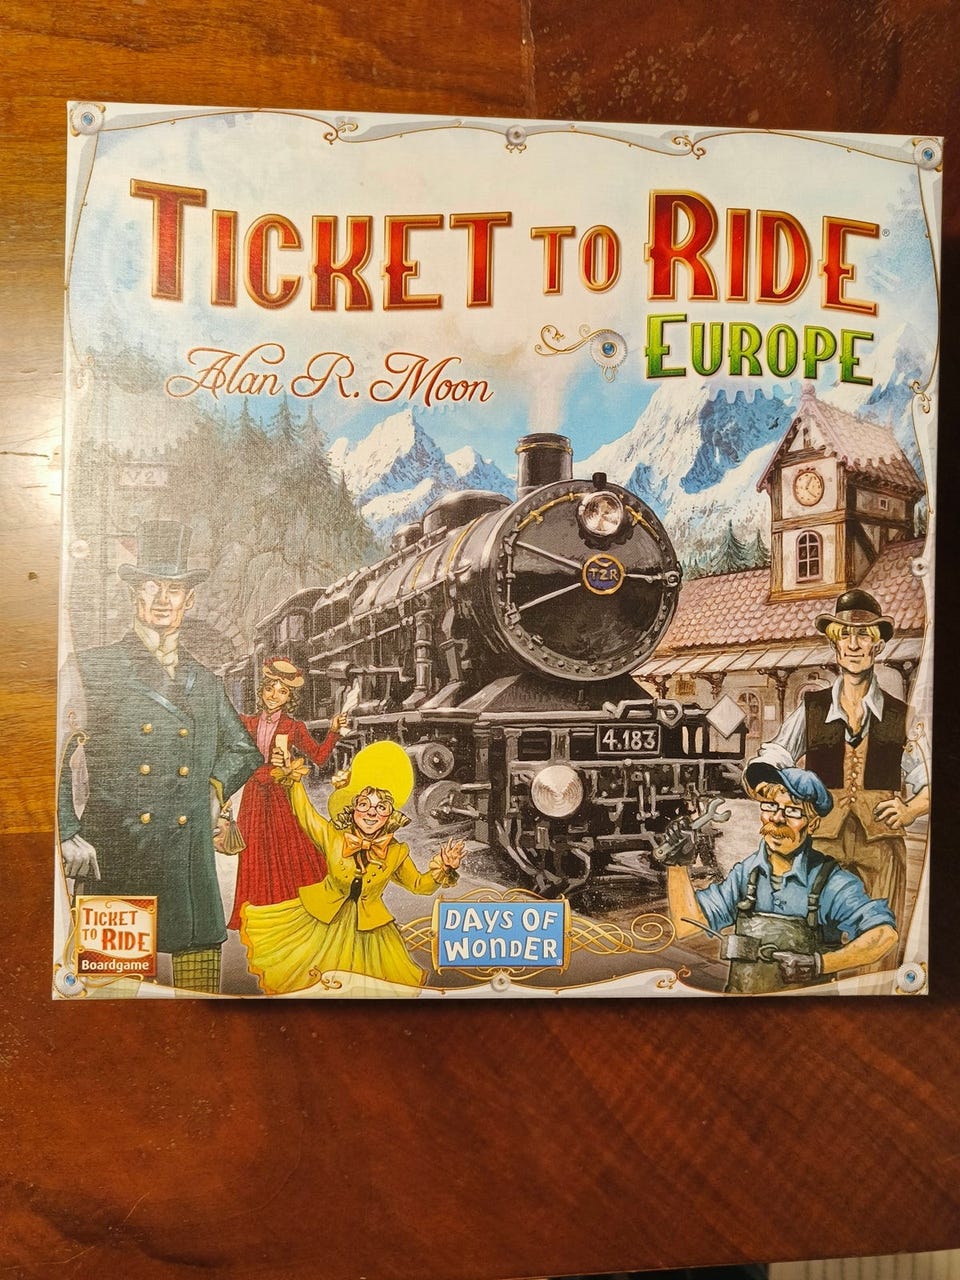 TICKET TO RIDE®
EUROPE
Alan R. Moon
V2
T2R
4.183
TICKET
TO RIDE
Boardgame
DAYS OF
WONDER®